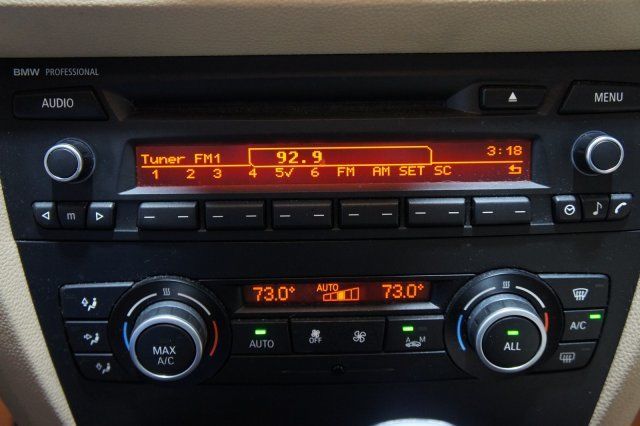 BMW PROFESSIONAL
AUDIO
MENU
Tuner FM1 92.9 3:18
1 2 3 4 5✓ 6 FM AM SET SC
m
73.0° AUTO 73.0°
MAX A/C
AUTO
OFF
A M
ALL
A/C